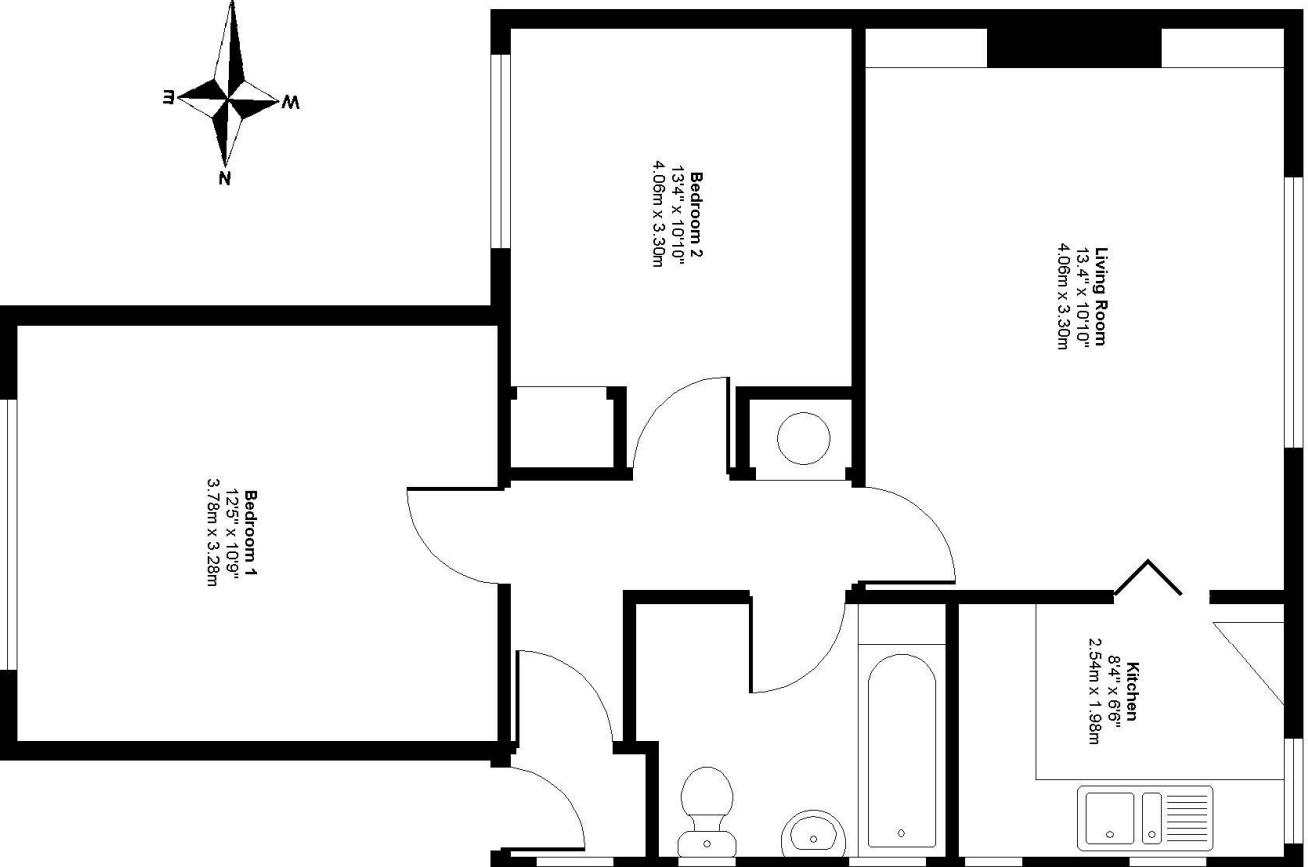 E
W
N
Bedroom 2
13'4" x 10'10"
4.06m x 3.30m
Living Room
13.4" x 10'10"
4.06m x 3.30m
Bedroom 1
12'5" x 10'9"
3.78m x 3.28m
Kitchen
8'4" x 6'6"
2.54m x 1.98m